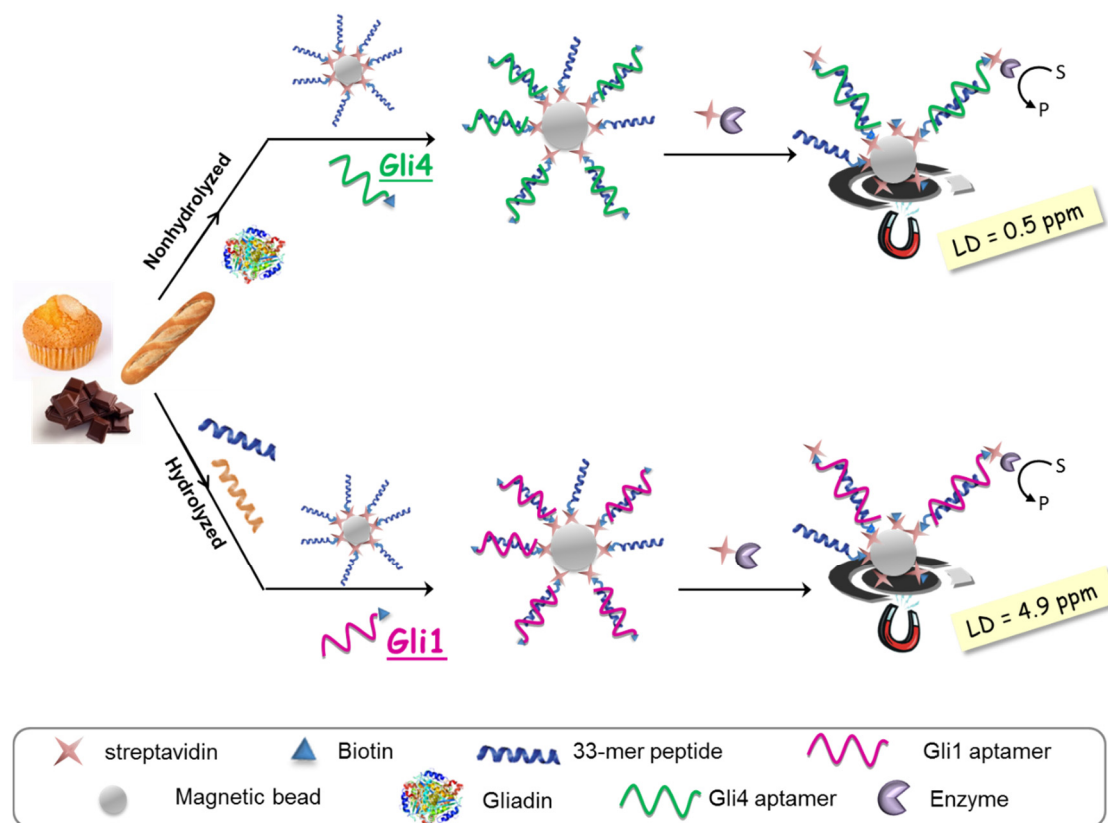 Nonhydrolyzed
Gli4
S
P
LD = 0.5 ppm
Hydrolyzed
Gli1
S
P
LD = 4.9 ppm
streptavidin
Biotin
33-mer peptide
Gli1 aptamer
Magnetic bead
Gliadin
Gli4 aptamer
Enzyme